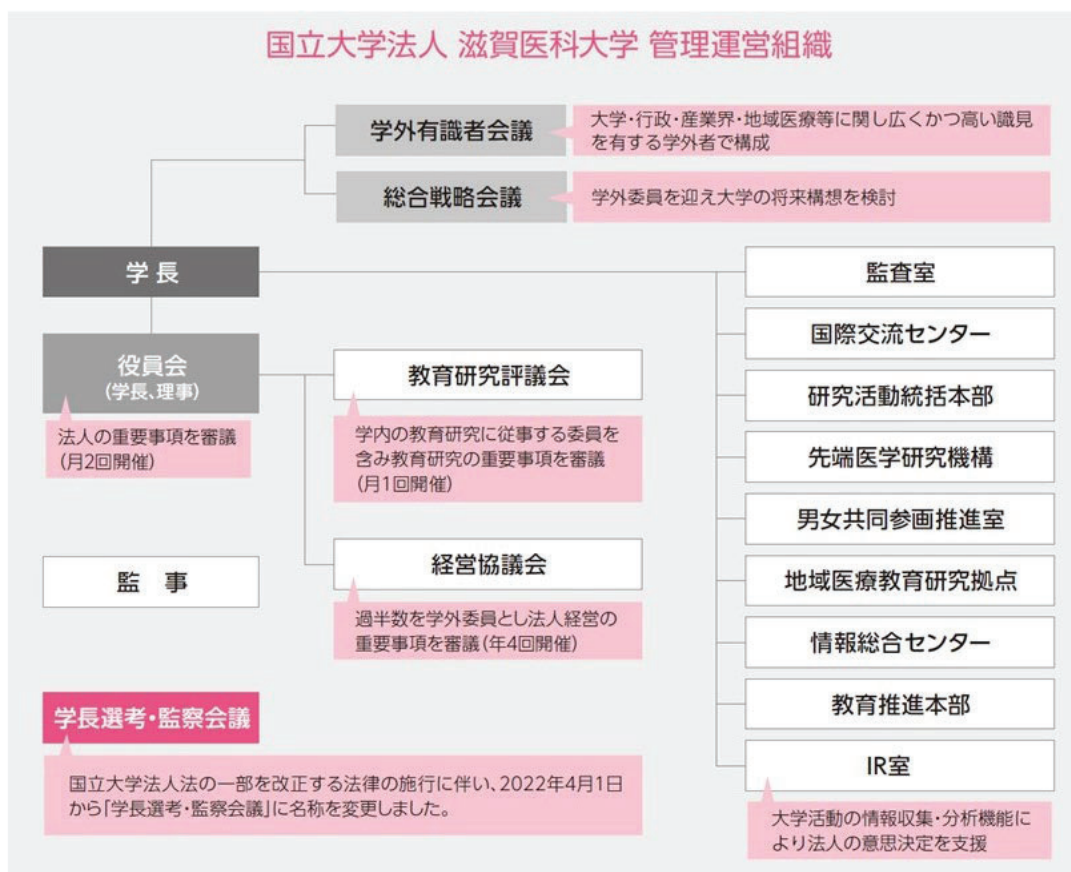 国立大学法人 滋賀医科大学 管理運営組織
学外有識者会議
大学・行政・産業界・地域医療等に関し広くかつ高い識見
を有する学外者で構成
総合戦略会議
学外委員を迎え大学の将来構想を検討
学 長
役員会
(学長、理事)
法人の重要事項を審議
(月2回開催)
教育研究評議会
学内の教育研究に従事する委員を
含み教育研究の重要事項を審議
(月1回開催)
経営協議会
過半数を学外委員とし法人経営の
重要事項を審議(年4回開催)
監 事
学長選考・監察会議
国立大学法人法の一部を改正する法律の施行に伴い、2022年4月1日
から「学長選考・監察会議」に名称を変更しました。
監査室
国際交流センター
研究活動統括本部
先端医学研究機構
男女共同参画推進室
地域医療教育研究拠点
情報総合センター
教育推進本部
IR室
大学活動の情報収集・分析機能に
より法人の意思決定を支援